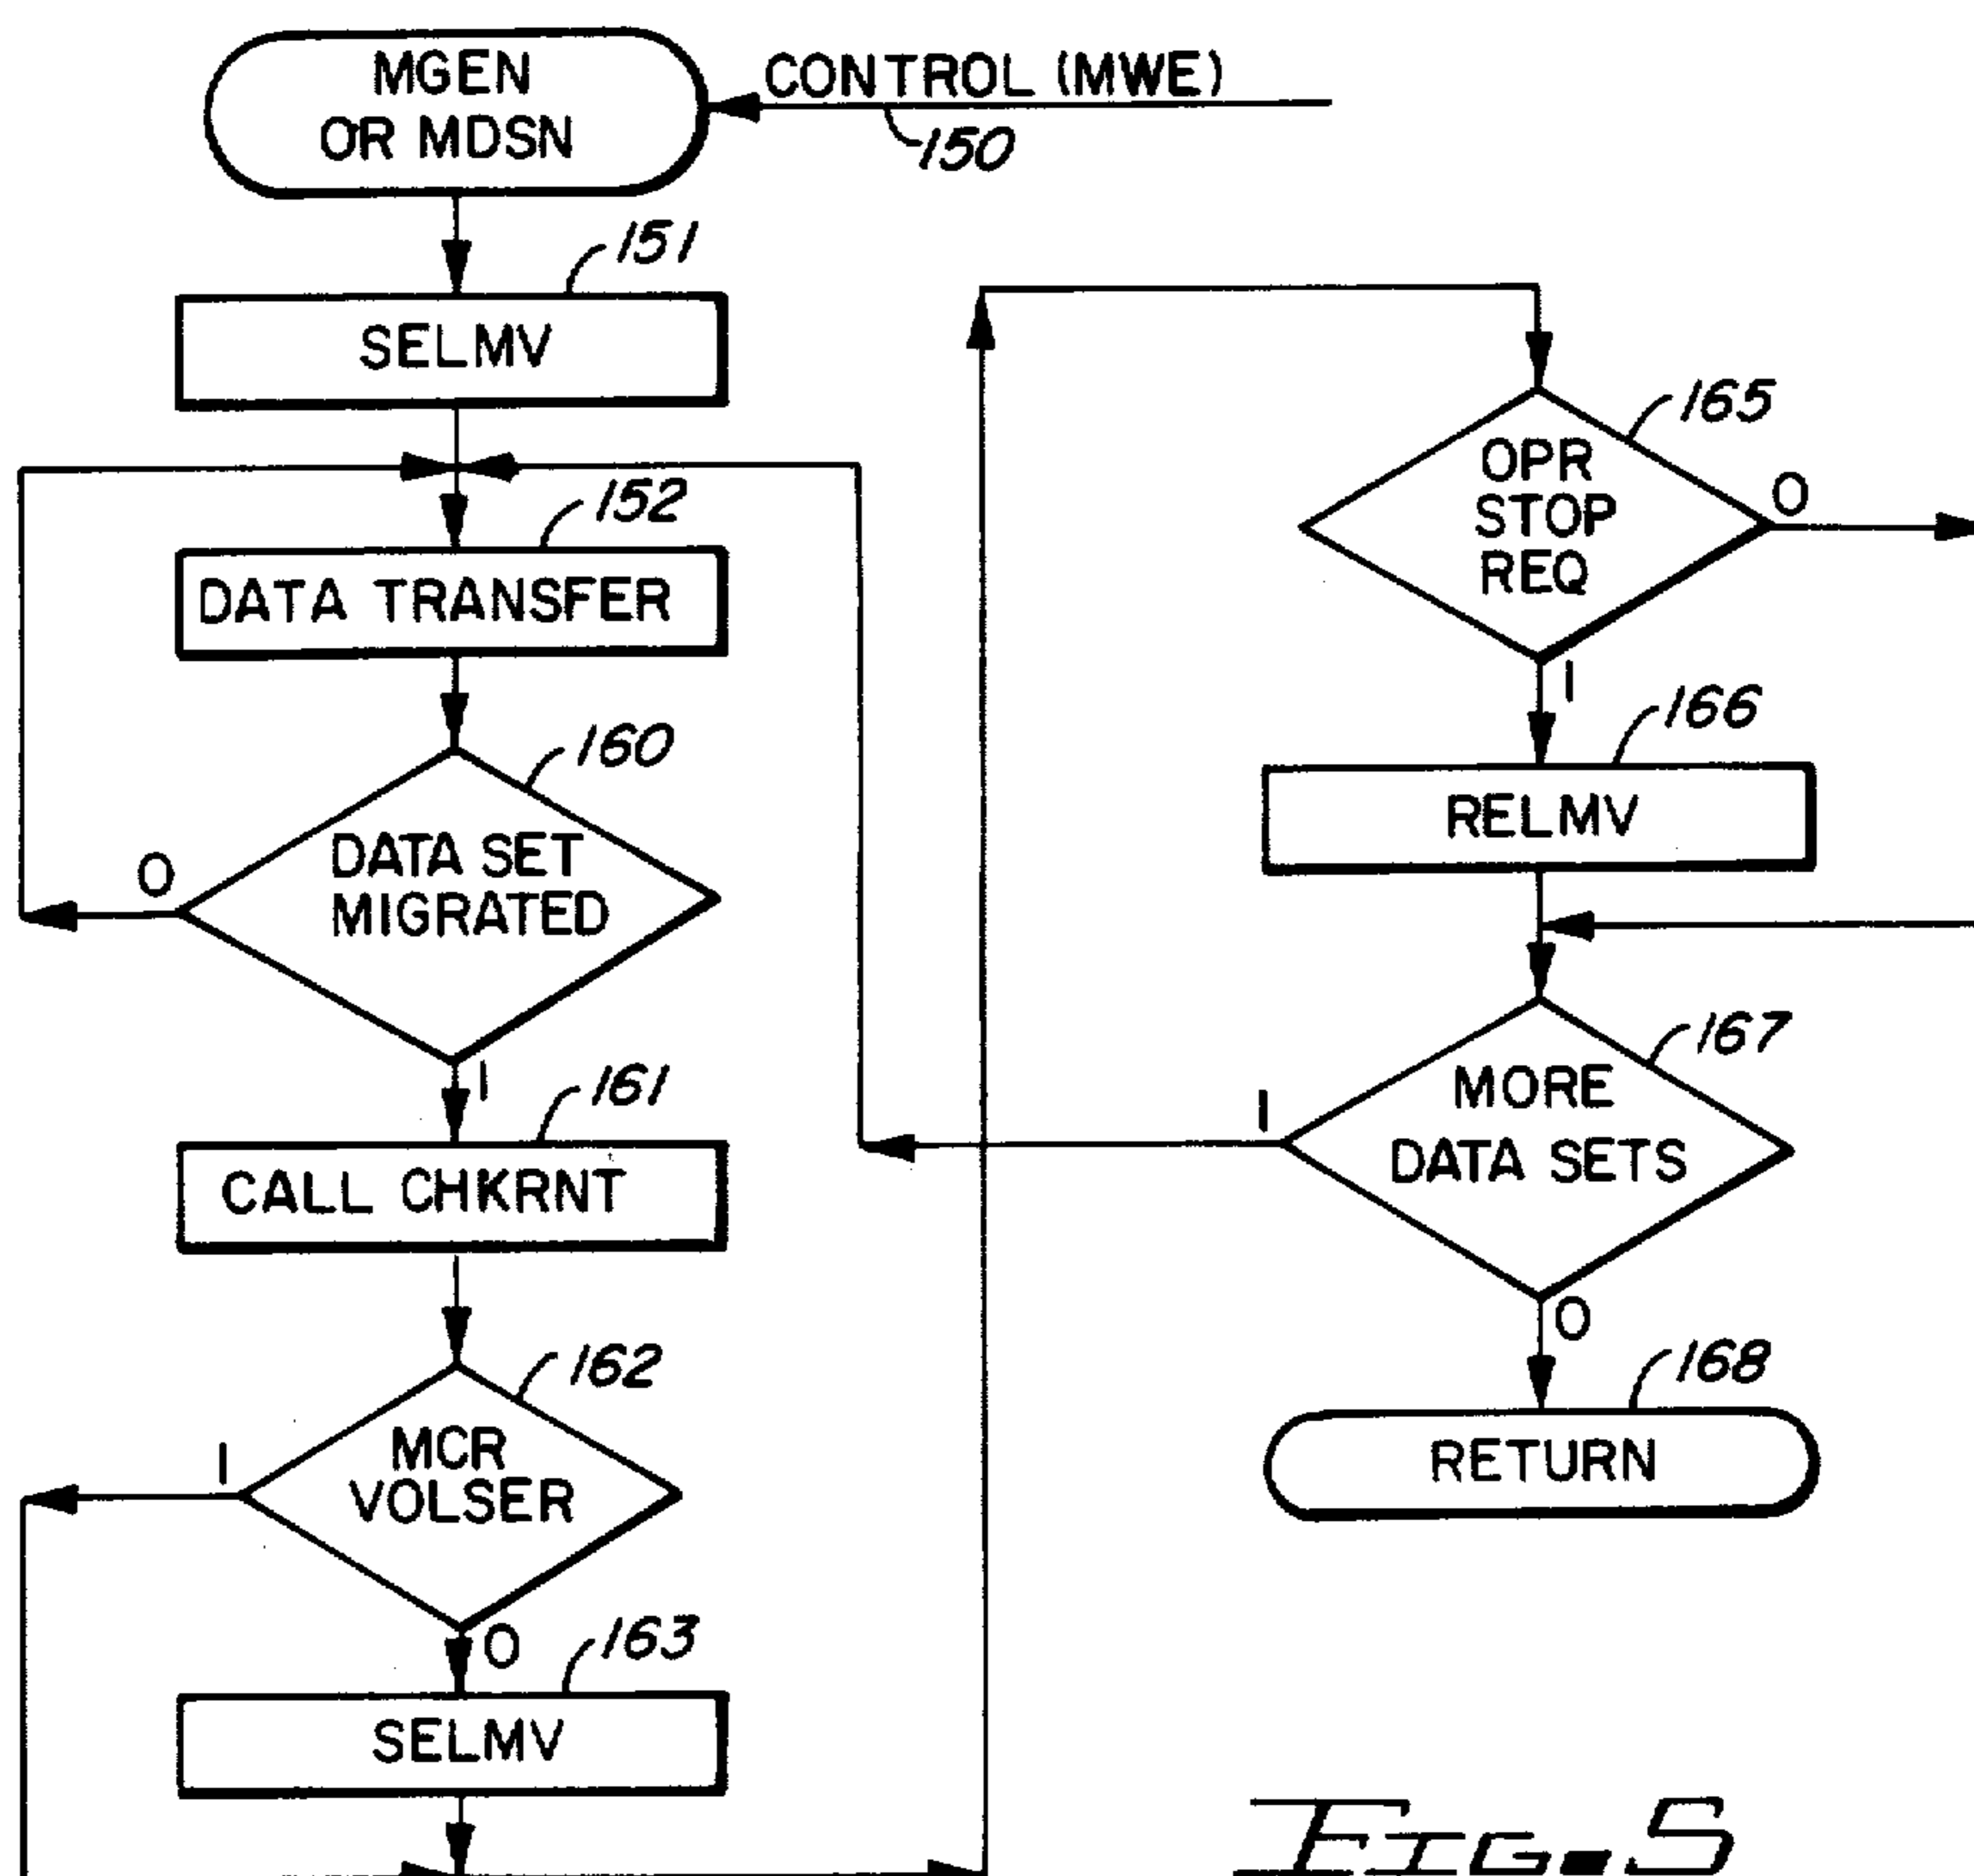 MGEN
OR MDSN
CONTROL (MWE)
150
151
SELMV
152
DATA TRANSFER
160
DATA SET
MIGRATED
0
1
161
CALL CHKRNT
162
MCR
VOLSER
1
0
163
SELMV
165
OPR
STOP
REQ
0
1
166
RELMV
167
MORE
DATA SETS
1
0
168
RETURN
FIG. 5